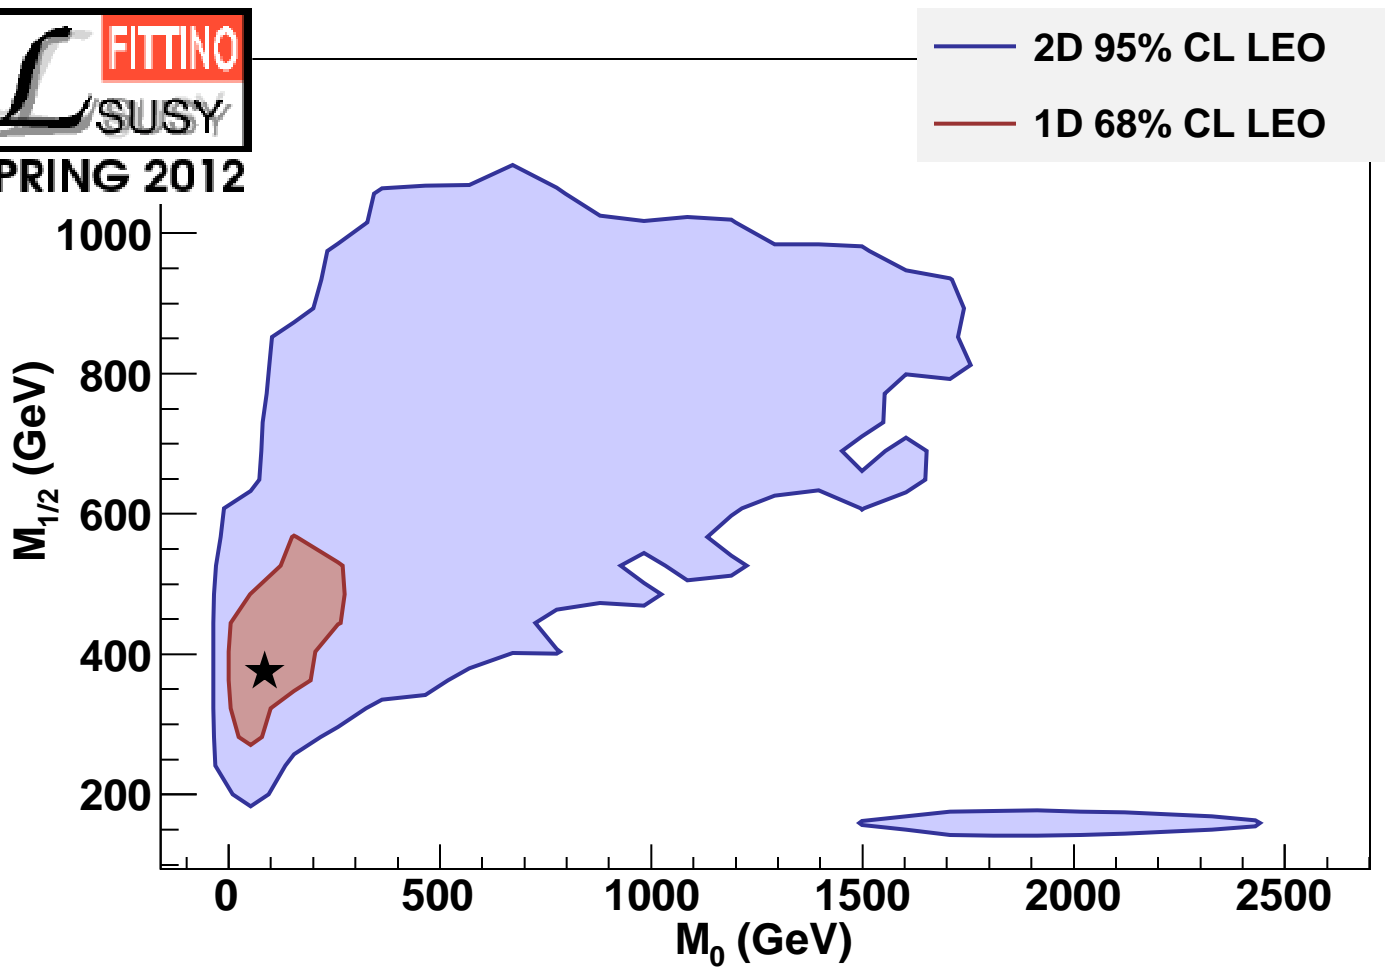 L FITTINO
SUSY
PRING 2012
2D 95% CL LEO
1D 68% CL LEO
M1/2 (GeV)
1000
800
600
400
200
0 500 1000 1500 2000 2500
M0 (GeV)